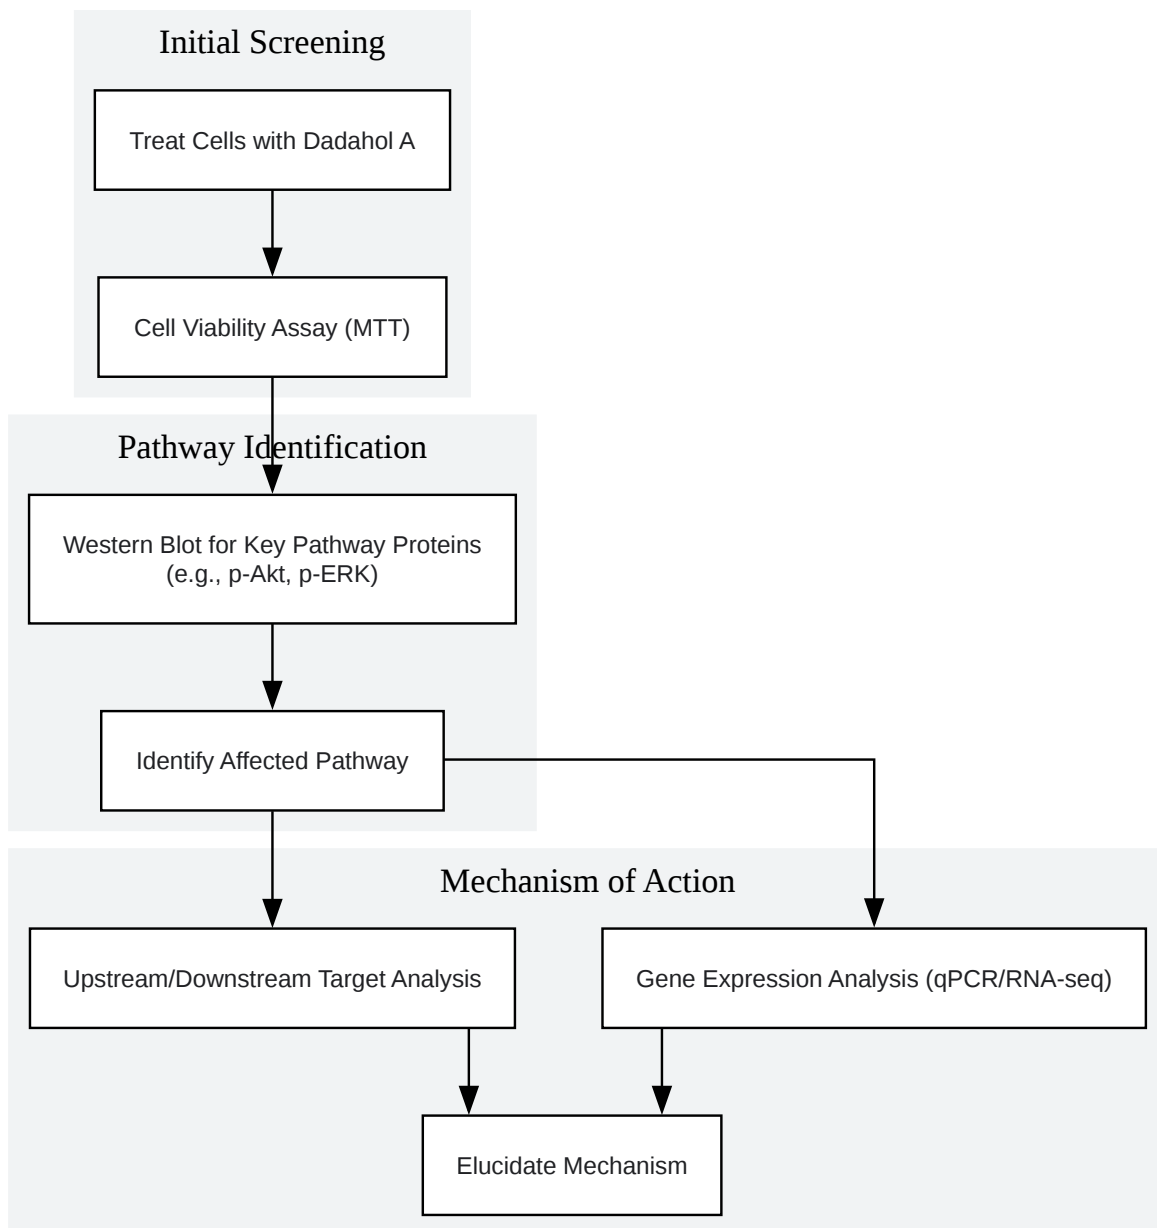 Initial Screening
Treat Cells with Dadahol A
Cell Viability Assay (MTT)
Pathway Identification
Western Blot for Key Pathway Proteins
(e.g., p-Akt, p-ERK)
Identify Affected Pathway
Mechanism of Action
Upstream/Downstream Target Analysis
Gene Expression Analysis (qPCR/RNA-seq)
Elucidate Mechanism